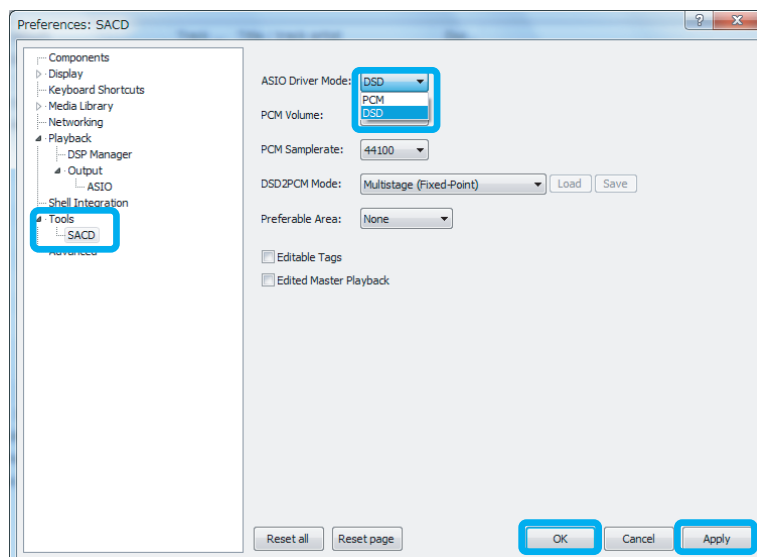 Preferences: SACD
Components
Display
Keyboard Shortcuts
Media Library
Networking
Playback
DSP Manager
Output
ASIO
Shell Integration
Tools
SACD
Advanced
ASIO Driver Mode: DSD
PCM
DSD
PCM Volume:
PCM Samplerate: 44100
DSD2PCM Mode: Multistage (Fixed-Point) Load Save
Preferable Area: None
Editable Tags
Edited Master Playback
Reset all Reset page OK Cancel Apply